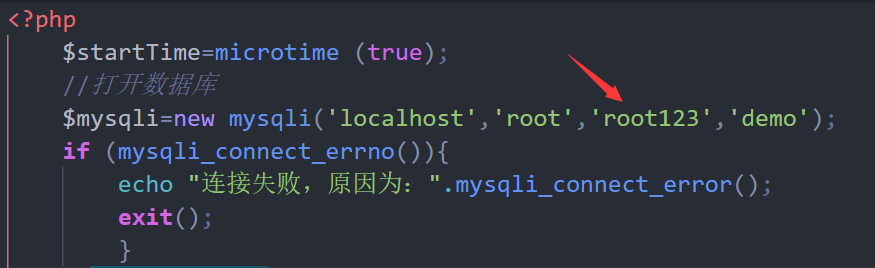 <?php
$startTime=microtime (true);
//打开数据库
$mysqli=new mysqli('localhost','root','root123','demo');
if (mysqli_connect_errno()){
echo "连接失败，原因为：".mysqli_connect_error();
exit();
}